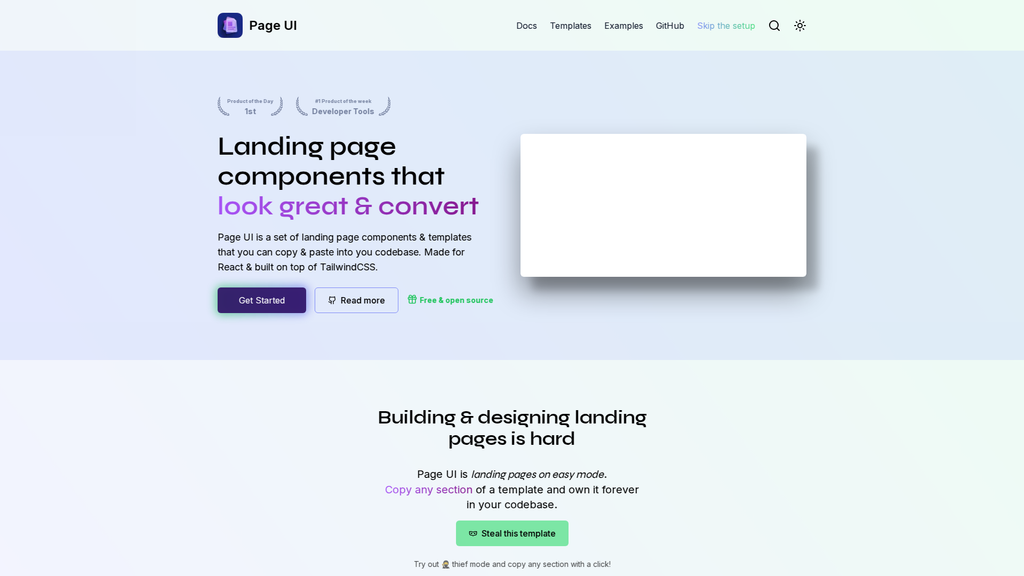 Page UI
Docs
Templates
Examples
GitHub
Skip the setup
Product of the Day
1st
#1 Product of the week
Developer Tools
Landing page
components that
look great & convert
Page UI is a set of landing page components & templates
that you can copy & paste into you codebase. Made for
React & built on top of TailwindCSS.
Get Started
Read more
Free & open source
Building & designing landing
pages is hard
Page UI is landing pages on easy mode.
Copy any section of a template and own it forever
in your codebase.
Steal this template
Try out 🥷 thief mode and copy any section with a click!